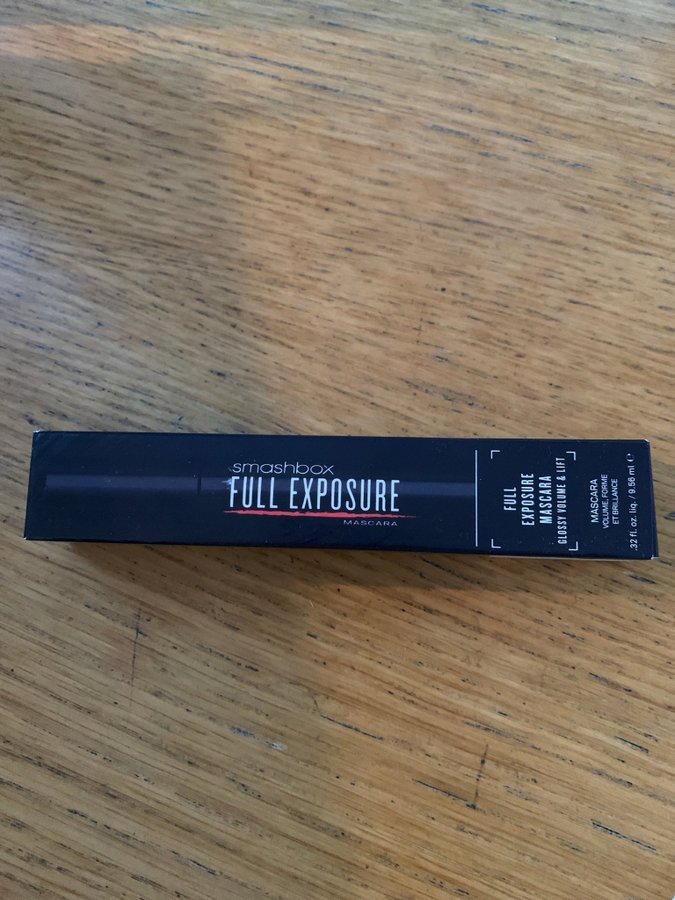 smashbox
FULL EXPOSURE
MASCARA
FULL
EXPOSURE
MASCARA
GLOSSY VOLUME & LIFT
MASCARA
VOLUME, FORME
ET BRILLANCE
.32 fl. oz. liq. / 9.56 ml ℮